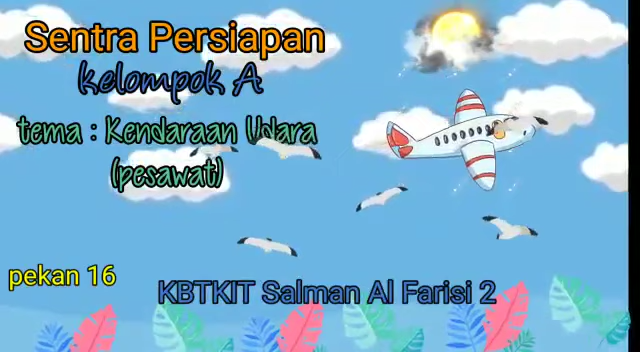 Sentra Persiapan
kelompok A
tema : Kendaraan Udara
(pesawat)
pekan 16
KBTKIT Salman Al Farisi 2